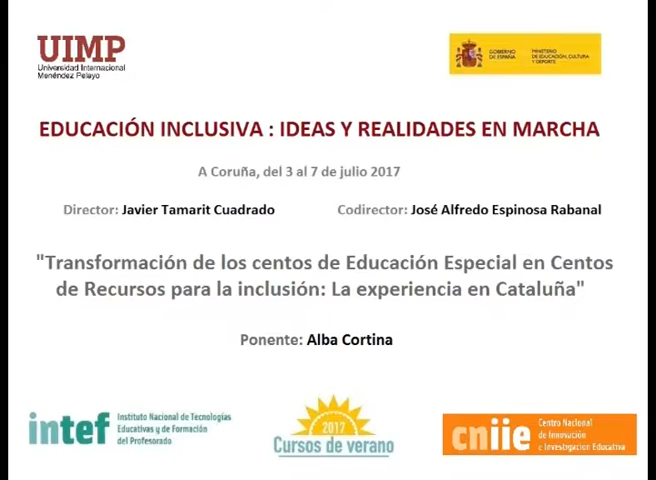 UIMP
Universidad Internacional
Menéndez Pelayo
GOBIERNO
DE ESPAÑA
MINISTERIO
DE EDUCACIÓN, CULTURA
Y DEPORTE
EDUCACIÓN INCLUSIVA : IDEAS Y REALIDADES EN MARCHA
A Coruña, del 3 al 7 de julio 2017
Director: Javier Tamarit Cuadrado
Codirector: José Alfredo Espinosa Rabanal
"Transformación de los centos de Educación Especial en Centos
de Recursos para la inclusión: La experiencia en Cataluña"
Ponente: Alba Cortina
intef
Instituto Nacional de Tecnologías
Educativas y de Formación
del Profesorado
2017
Cursos de verano
cniie
Centro Nacional
de Innovación
e Investigacion Educativa